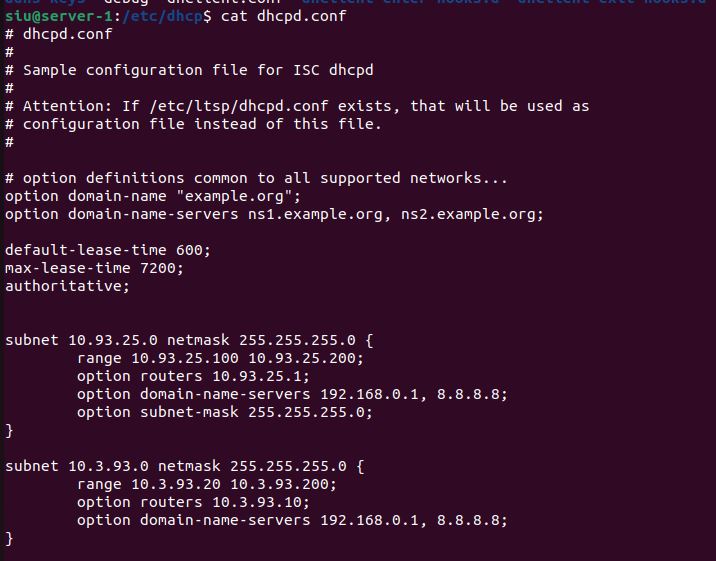 siu@server-1:/etc/dhcp$ cat dhcpd.conf
# dhcpd.conf
#
# Sample configuration file for ISC dhcpd
#
# Attention: If /etc/ltsp/dhcpd.conf exists, that will be used as
# configuration file instead of this file.
#

# option definitions common to all supported networks...
option domain-name "example.org";
option domain-name-servers ns1.example.org, ns2.example.org;

default-lease-time 600;
max-lease-time 7200;
authoritative;


subnet 10.93.25.0 netmask 255.255.255.0 {
        range 10.93.25.100 10.93.25.200;
        option routers 10.93.25.1;
        option domain-name-servers 192.168.0.1, 8.8.8.8;
        option subnet-mask 255.255.255.0;
}

subnet 10.3.93.0 netmask 255.255.255.0 {
        range 10.3.93.20 10.3.93.200;
        option routers 10.3.93.10;
        option domain-name-servers 192.168.0.1, 8.8.8.8;
}